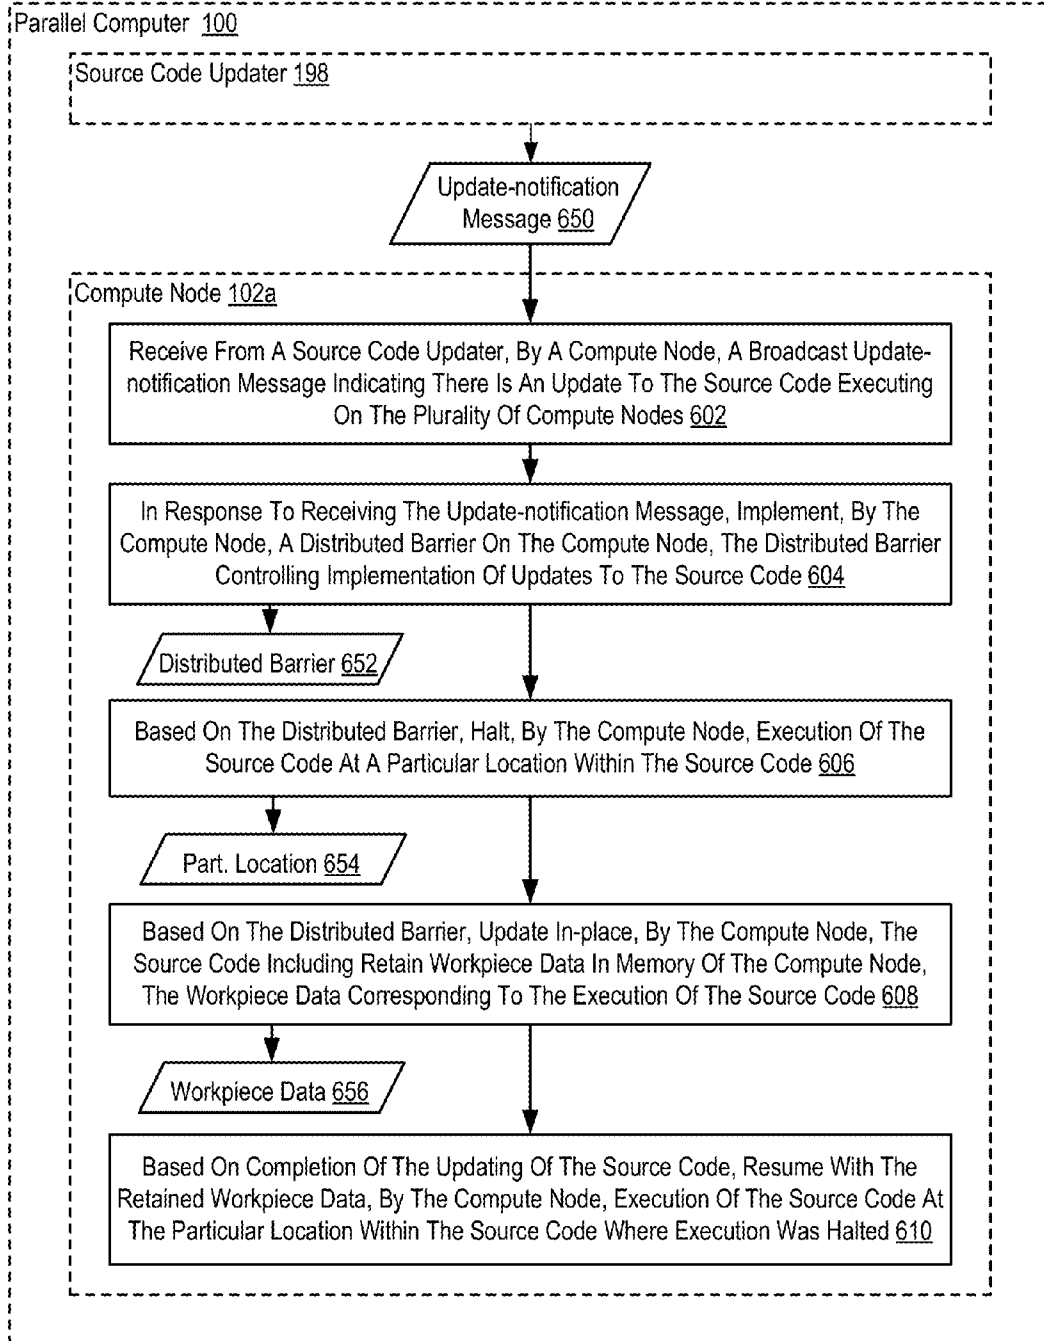 Parallel Computer 100
Source Code Updater 198
Update-notification
Message 650
Compute Node 102a
Receive From A Source Code Updater, By A Compute Node, A Broadcast Update-
notification Message Indicating There Is An Update To The Source Code Executing
On The Plurality Of Compute Nodes 602
In Response To Receiving The Update-notification Message, Implement, By The
Compute Node, A Distributed Barrier On The Compute Node, The Distributed Barrier
Controlling Implementation Of Updates To The Source Code 604
Distributed Barrier 652
Based On The Distributed Barrier, Halt, By The Compute Node, Execution Of The
Source Code At A Particular Location Within The Source Code 606
Part. Location 654
Based On The Distributed Barrier, Update In-place, By The Compute Node, The
Source Code Including Retain Workpiece Data In Memory Of The Compute Node,
The Workpiece Data Corresponding To The Execution Of The Source Code 608
Workpiece Data 656
Based On Completion Of The Updating Of The Source Code, Resume With The
Retained Workpiece Data, By The Compute Node, Execution Of The Source Code At
The Particular Location Within The Source Code Where Execution Was Halted 610